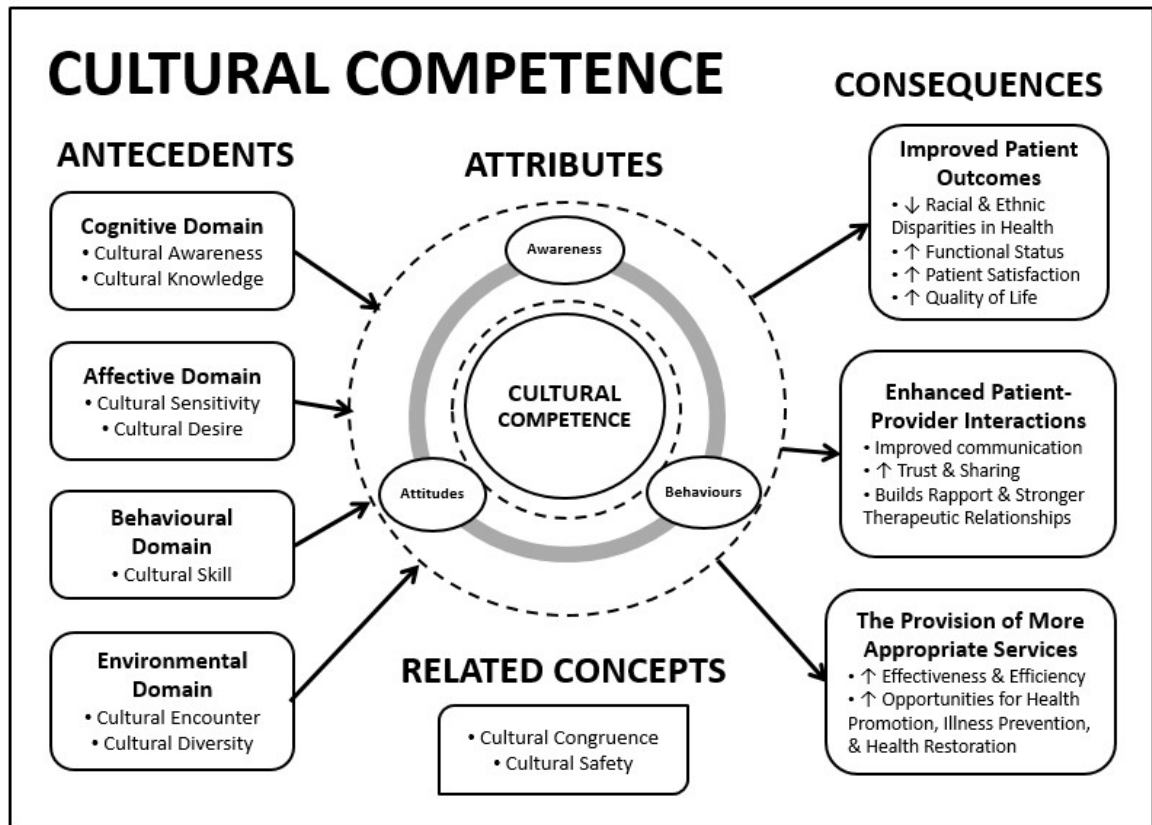 CULTURAL COMPETENCE
ANTECEDENTS
Cognitive Domain
• Cultural Awareness
• Cultural Knowledge
Affective Domain
• Cultural Sensitivity
• Cultural Desire
Behavioural
Domain
• Cultural Skill
Environmental
Domain
• Cultural Encounter
• Cultural Diversity
ATTRIBUTES
Awareness
CULTURAL
COMPETENCE
Attitudes
Behaviours
RELATED CONCEPTS
• Cultural Congruence
• Cultural Safety
CONSEQUENCES
Improved Patient
Outcomes
• ↓ Racial & Ethnic
Disparities in Health
• ↑ Functional Status
• ↑ Patient Satisfaction
• ↑ Quality of Life
Enhanced Patient-
Provider Interactions
• Improved communication
• ↑ Trust & Sharing
• Builds Rapport & Stronger
Therapeutic Relationships
The Provision of More
Appropriate Services
• ↑ Effectiveness & Efficiency
• ↑ Opportunities for Health
Promotion, Illness Prevention,
& Health Restoration